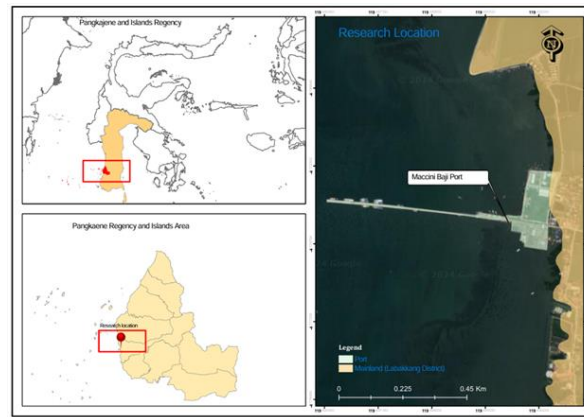 Pangkajene and Islands Regency
Pangkaene Regency and Islands Area
Research location
Research Location
N
Maccini Baji Port
Legend
Port
Mainland (Labakkang District)
0 0.225 0.45 Km